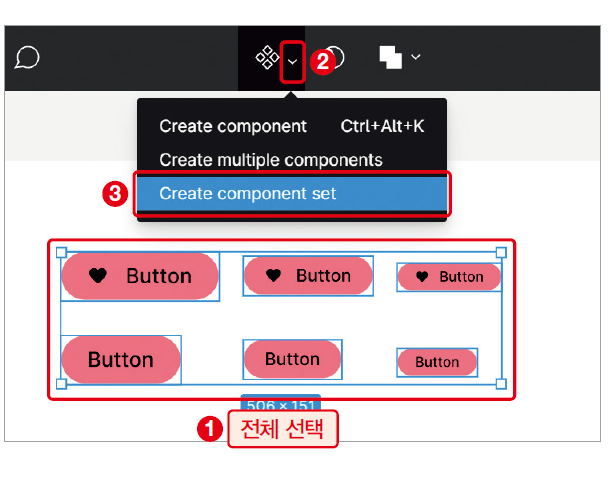 2
Create component Ctrl+Alt+K
Create multiple components
3 Create component set
Button Button Button
Button Button Button
506 × 151
1 전체 선택